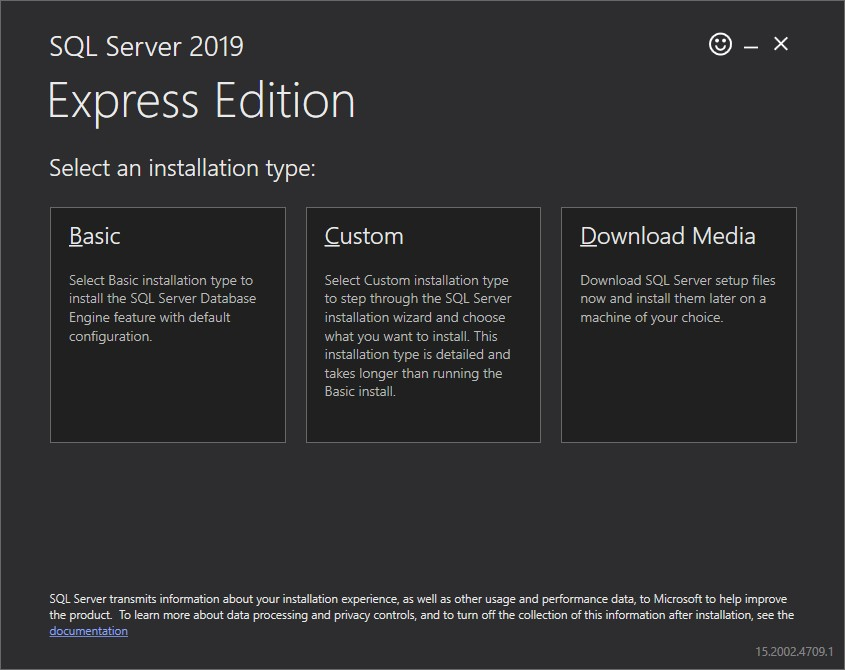 SQL Server 2019
Express Edition
Select an installation type:
Basic
Select Basic installation type to
install the SQL Server Database
Engine feature with default
configuration.
Custom
Select Custom installation type
to step through the SQL Server
installation wizard and choose
what you want to install. This
installation type is detailed and
takes longer than running the
Basic install.
Download Media
Download SQL Server setup files
now and install them later on a
machine of your choice.
SQL Server transmits information about your installation experience, as well as other usage and performance data, to Microsoft to help improve
the product.  To learn more about data processing and privacy controls, and to turn off the collection of this information after installation, see the
documentation
15.2002.4709.1